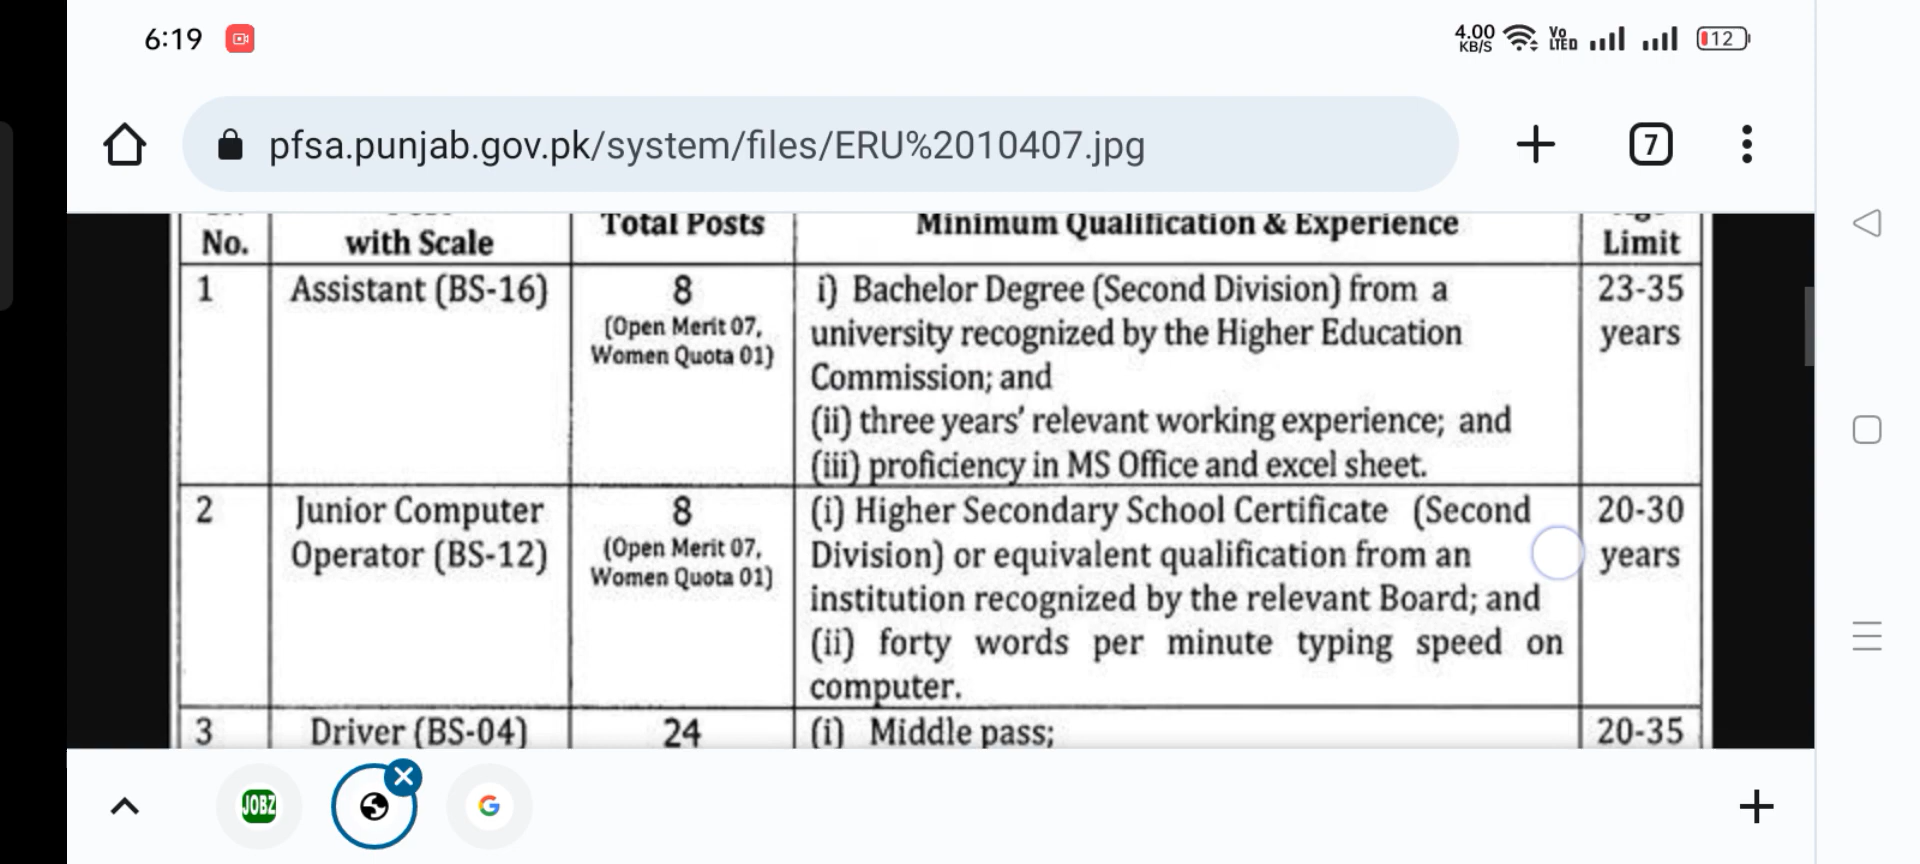 6:19
4.00
KB/S
Vo
LTED
12
pfsa.punjab.gov.pk/system/files/ERU%2010407.jpg
7
No.
with Scale
Total Posts
Minimum Qualification & Experience
Limit
1
Assistant (BS-16)
8
(Open Merit 07,
Women Quota 01)
i) Bachelor Degree (Second Division) from a
university recognized by the Higher Education
Commission; and
(ii) three years' relevant working experience; and
(iii) proficiency in MS Office and excel sheet.
23-35
years
2
Junior Computer
Operator (BS-12)
8
(Open Merit 07,
Women Quota 01)
(i) Higher Secondary School Certificate (Second
Division) or equivalent qualification from an
institution recognized by the relevant Board; and
(ii) forty words per minute typing speed on
computer.
20-30
years
3
Driver (BS-04)
24
(i) Middle pass;
20-35
JOBZ
G